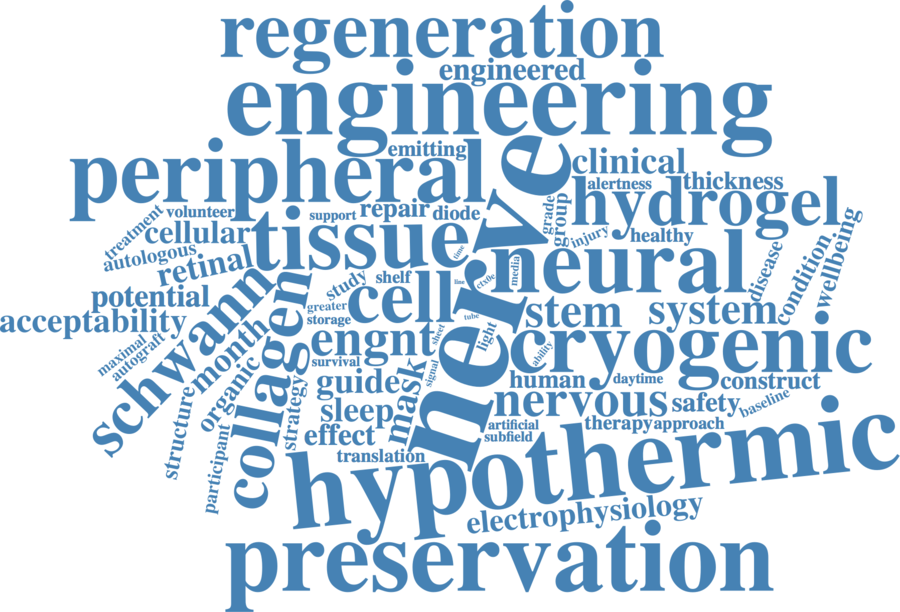 regeneration
engineered
engineering
emitting
peripheral
nerve
clinical
alertness
thickness
hydrogel
grade
group
injury
healthy
treatment
volunteer
support
repair
diode
cellular
autologous
tissue
time
retinal
neural
media
ctx0e
disease
condition
wellbeing
potential
acceptability
schwann
collagen
study
shelf
cell
line
greater
storage
tube
light
sheet
stem
system
maximal
autograft
month
organic
engnt
cryogenic
ability
survival
signal
guide
mask
human
daytime
construct
structure
strategy
sleep
nervous
safety
baseline
participant
effect
artificial
subfield
therapy
approach
translation
hypothermic
electrophysiology
preservation